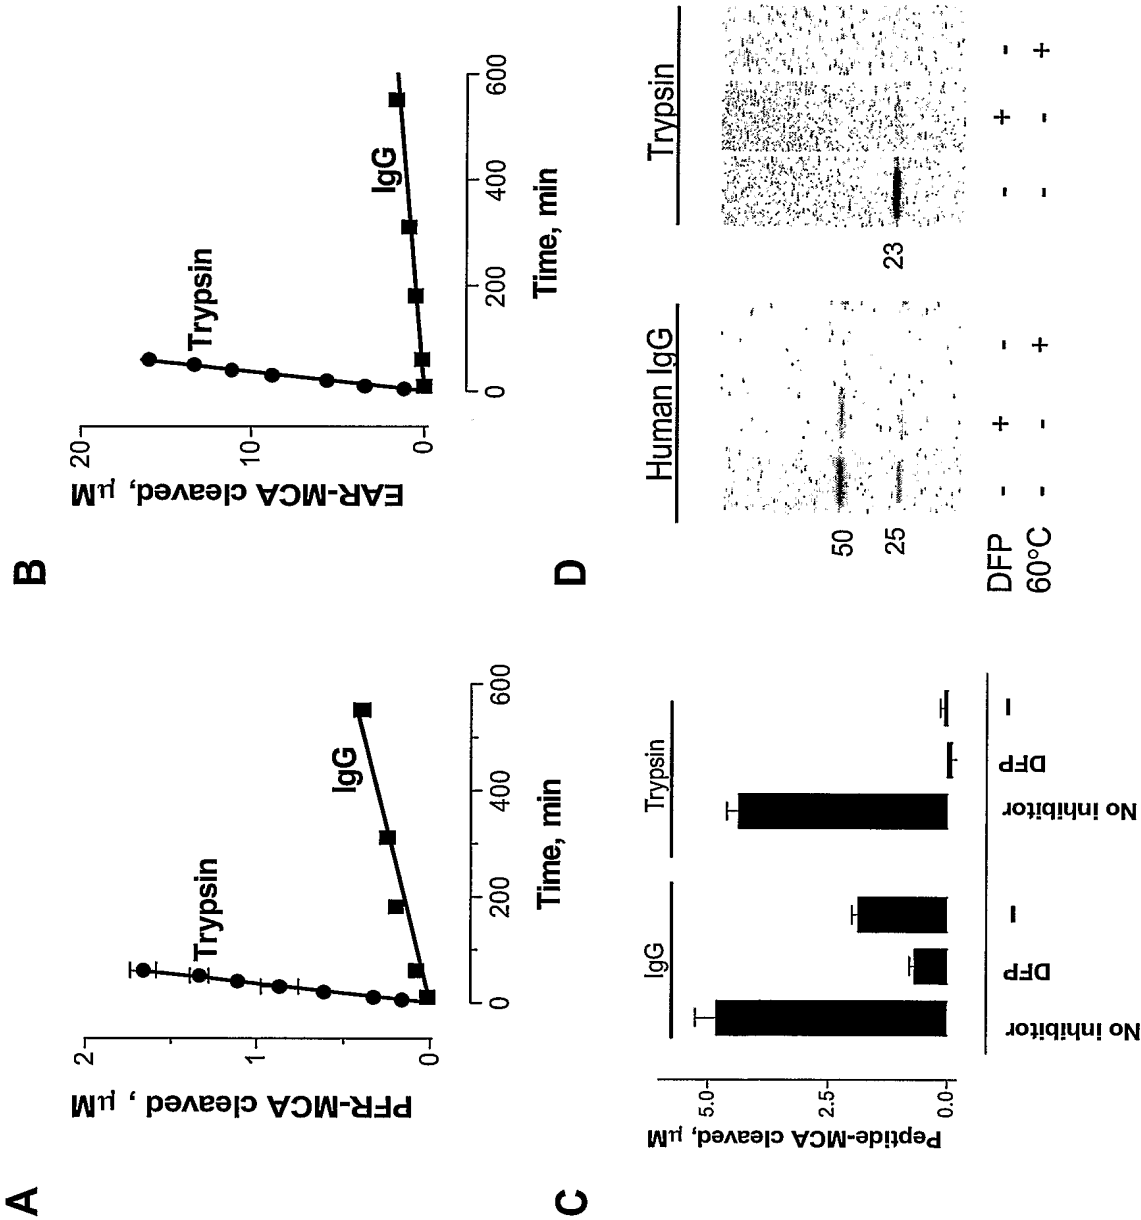 A
PFR-MCA cleaved , μM
2
1
0
Trypsin
IgG
0
200
400
600
Time, min
B
EAR-MCA cleaved, μM
20
10
0
Trypsin
IgG
0
200
400
600
Time, min
C
Peptide-MCA cleaved, μM
5.0
2.5
0.0
IgG
Trypsin
No inhibitor
DFP
I
No inhibitor
DFP
I
D
Human IgG
Trypsin
50
25
23
DFP - + - - + -
60°C - - + - - +